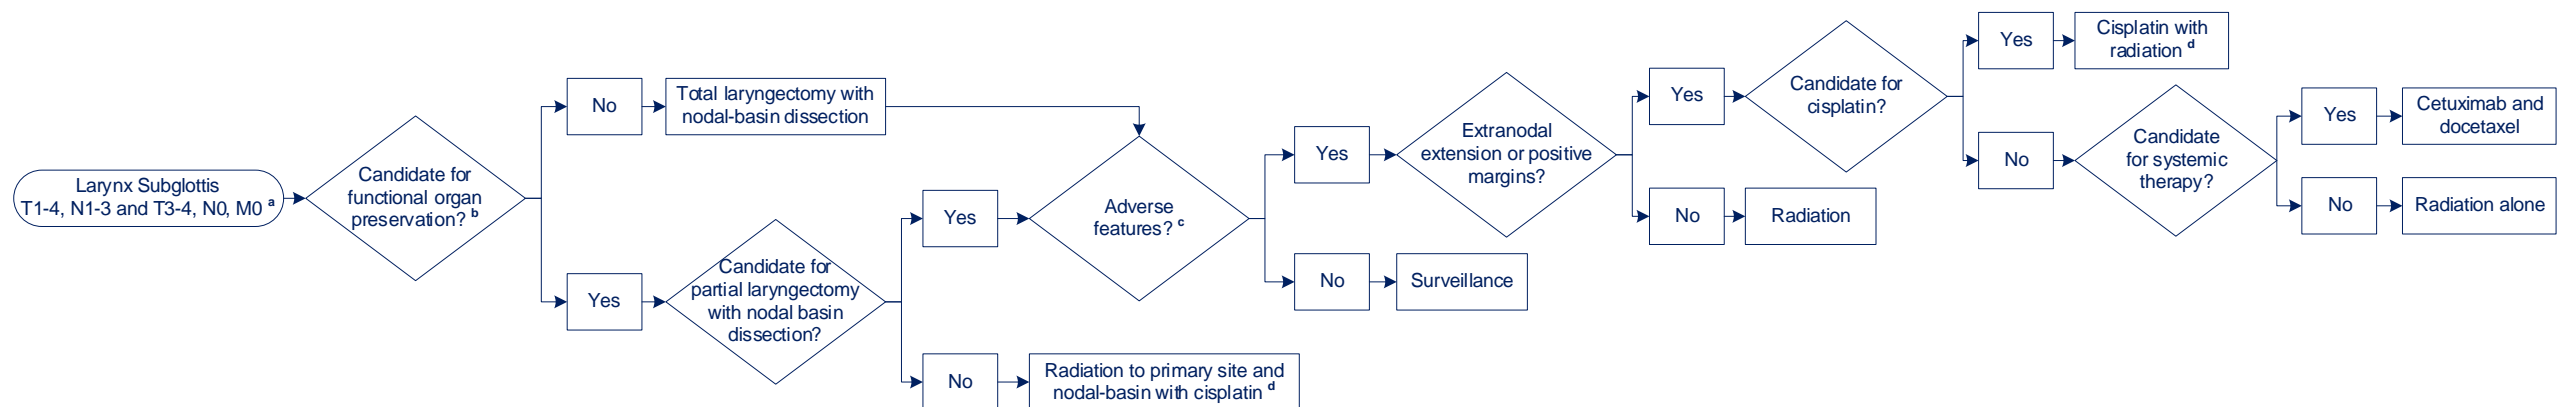 Larynx Subglottis
T1-4, N1-3 and T3-4, N0, M0 a
Candidate for
functional organ
preservation? b
No
Total laryngectomy with
nodal-basin dissection
Yes
Candidate for
partial laryngectomy
with nodal basin
dissection?
Yes
No
Radiation to primary site and
nodal-basin with cisplatin d
Adverse
features? c
Yes
No
Surveillance
Extranodal
extension or positive
margins?
Yes
No
Radiation
Candidate for
cisplatin?
Yes
Cisplatin with
radiation d
No
Candidate
for systemic
therapy?
Yes
Cetuximab and
docetaxel
No
Radiation alone